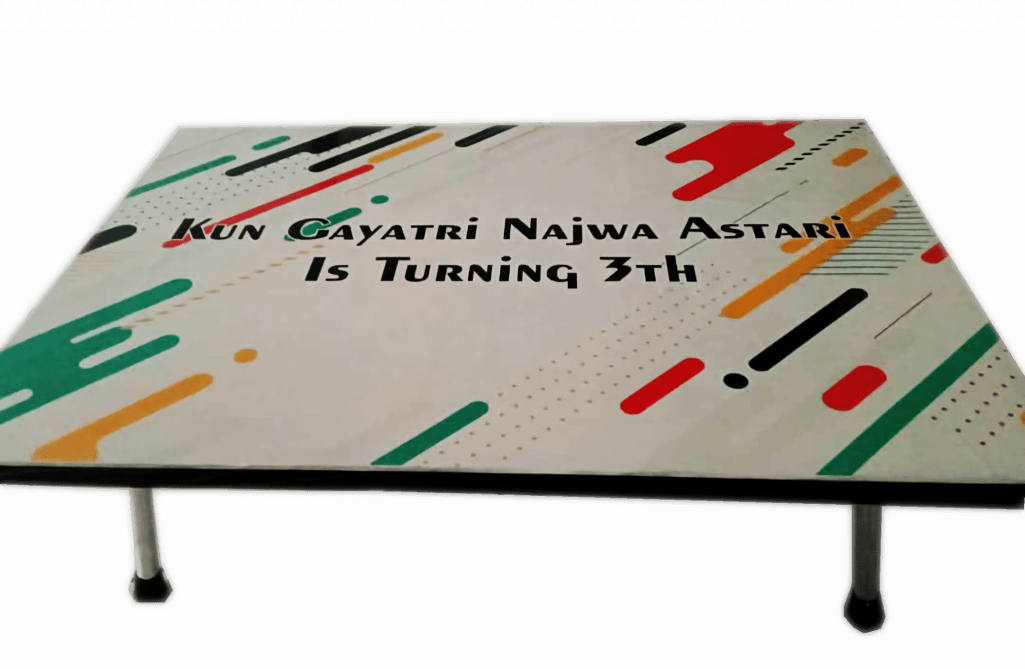 Kun Gayatri Najwa Astari
Is Turning 3th